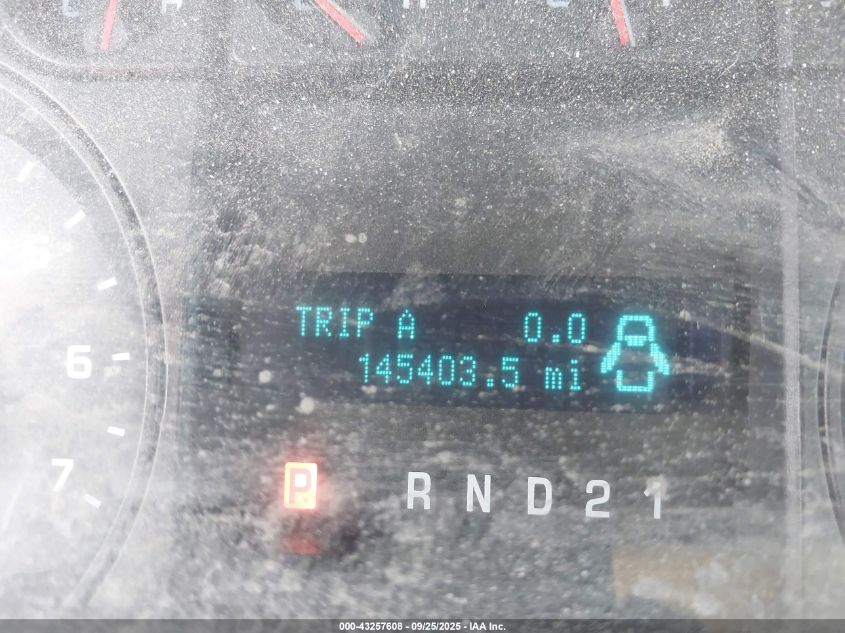 TRIP A 0.0
145403.5 mi
6
7
P R N D 2 1
000-43257608 - 09/25/2025 - IAA Inc.